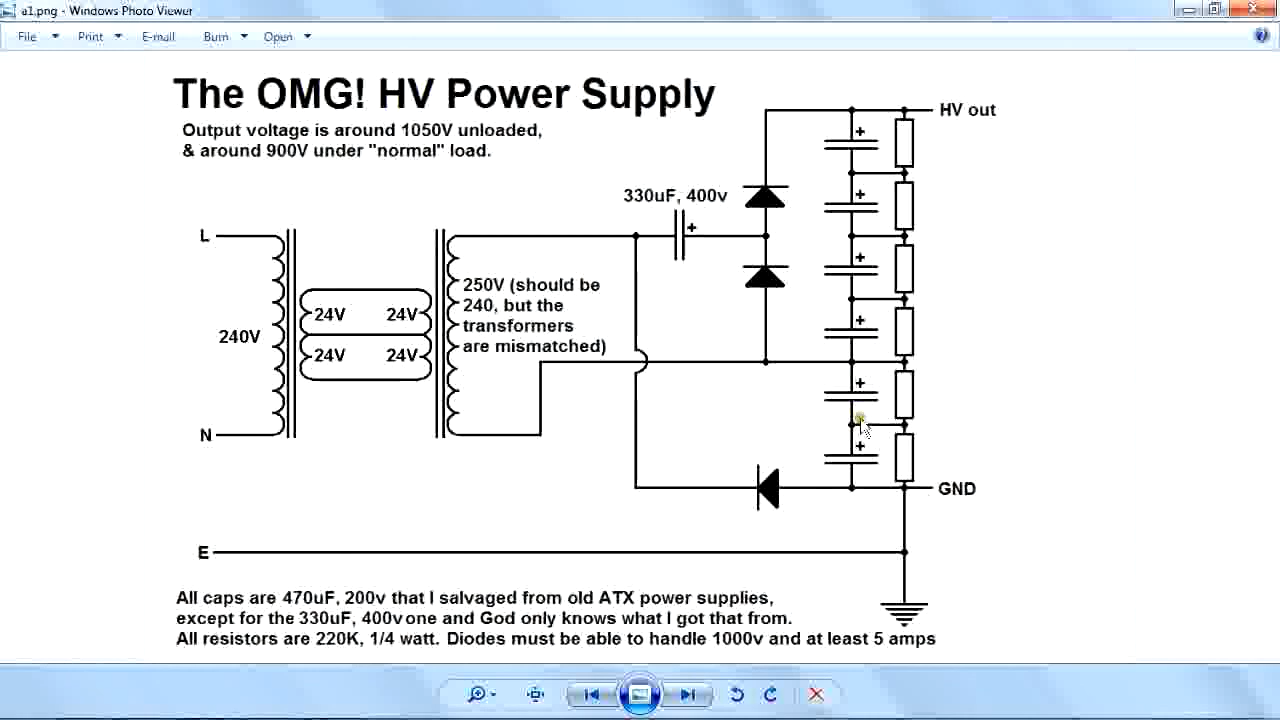 a1.png - Windows Photo Viewer
File Print E-mail Burn Open
The OMG! HV Power Supply
Output voltage is around 1050V unloaded,
& around 900V under "normal" load.
HV out
+
+
+
+
+
+
330uF, 400v
+
L
240V
N
24V 24V
24V 24V
250V (should be
240, but the
transformers
are mismatched)
GND
E
All caps are 470uF, 200v that I salvaged from old ATX power supplies,
except for the 330uF, 400v one and God only knows what I got that from.
All resistors are 220K, 1/4 watt. Diodes must be able to handle 1000v and at least 5 amps